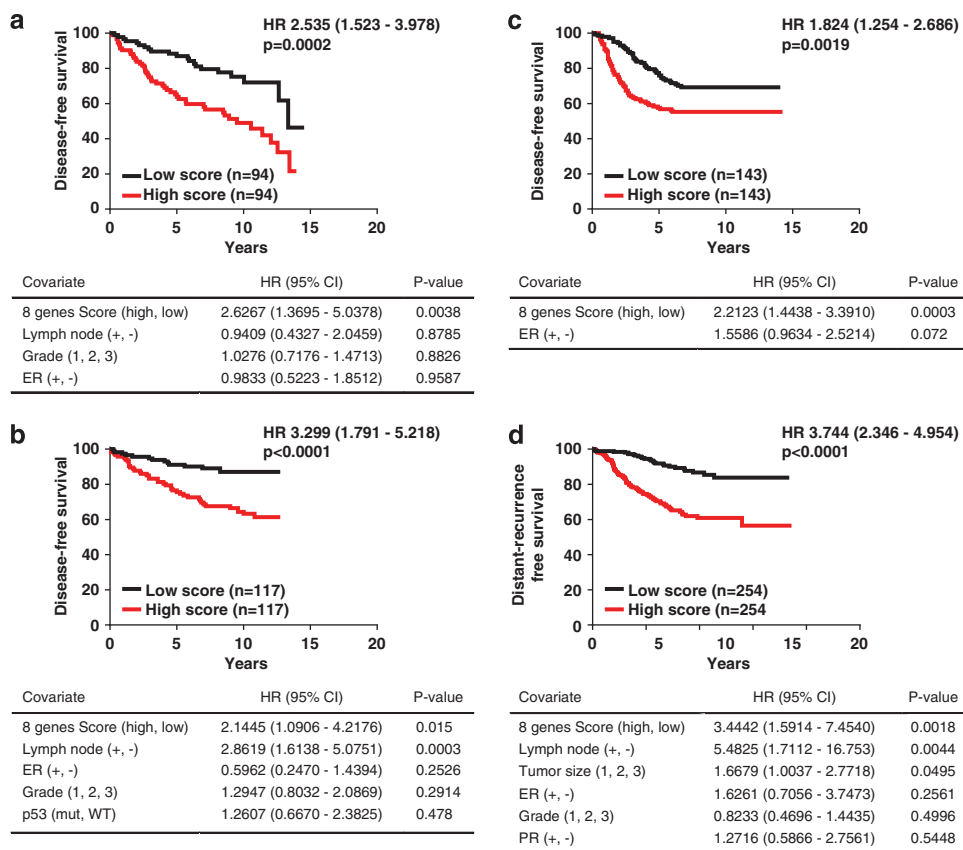 a
HR 2.535 (1.523 - 3.978)
p=0.0002
Disease-free survival
100
80
60
40
20
0
Low score (n=94)
High score (n=94)
0 5 10 15 20
Years
Covariate HR (95% CI) P-value
8 genes Score (high, low) 2.6267 (1.3695 - 5.0378) 0.0038
Lymph node (+, -) 0.9409 (0.4327 - 2.0459) 0.8785
Grade (1, 2, 3) 1.0276 (0.7176 - 1.4713) 0.8826
ER (+, -) 0.9833 (0.5223 - 1.8512) 0.9587
c
HR 1.824 (1.254 - 2.686)
p=0.0019
Disease-free survival
100
80
60
40
20
0
Low score (n=143)
High score (n=143)
0 5 10 15 20
Years
Covariate HR (95% CI) P-value
8 genes Score (high, low) 2.2123 (1.4438 - 3.3910) 0.0003
ER (+, -) 1.5586 (0.9634 - 2.5214) 0.072
b
HR 3.299 (1.791 - 5.218)
p<0.0001
Disease-free survival
100
80
60
40
20
0
Low score (n=117)
High score (n=117)
0 5 10 15 20
Years
Covariate HR (95% CI) P-value
8 genes Score (high, low) 2.1445 (1.0906 - 4.2176) 0.015
Lymph node (+, -) 2.8619 (1.6138 - 5.0751) 0.0003
ER (+, -) 0.5962 (0.2470 - 1.4394) 0.2526
Grade (1, 2, 3) 1.2947 (0.8032 - 2.0869) 0.2914
p53 (mut, WT) 1.2607 (0.6670 - 2.3825) 0.478
d
HR 3.744 (2.346 - 4.954)
p<0.0001
Distant-recurrence
free survival
100
80
60
40
20
0
Low score (n=254)
High score (n=254
0 5 10 15 20
Years
Covariate HR (95% CI) P-value
8 genes Score (high, low) 3.4442 (1.5914 - 7.4540) 0.0018
Lymph node (+, -) 5.4825 (1.7112 - 16.753) 0.0044
Tumor size (1, 2, 3) 1.6679 (1.0037 - 2.7718) 0.0495
ER (+, -) 1.6261 (0.7056 - 3.7473) 0.2561
Grade (1, 2, 3) 0.8233 (0.4696 - 1.4435) 0.4996
PR (+, -) 1.2716 (0.5866 - 2.7561) 0.5448